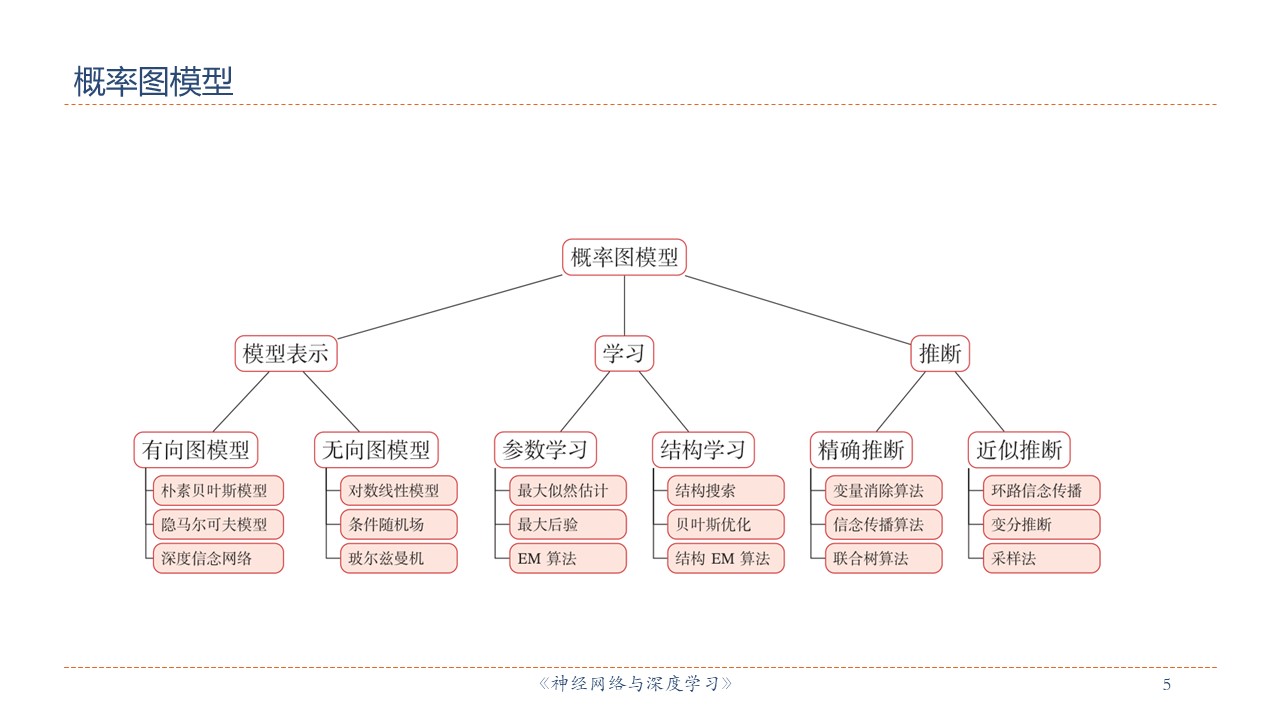 概率图模型
概率图模型
模型表示
学习
推断
有向图模型
无向图模型
参数学习
结构学习
精确推断
近似推断
朴素贝叶斯模型
对数线性模型
最大似然估计
结构搜索
变量消除算法
环路信念传播
隐马尔可夫模型
条件随机场
最大后验
贝叶斯优化
信念传播算法
变分推断
深度信念网络
玻尔兹曼机
EM 算法
结构 EM 算法
联合树算法
采样法
《神经网络与深度学习》
5